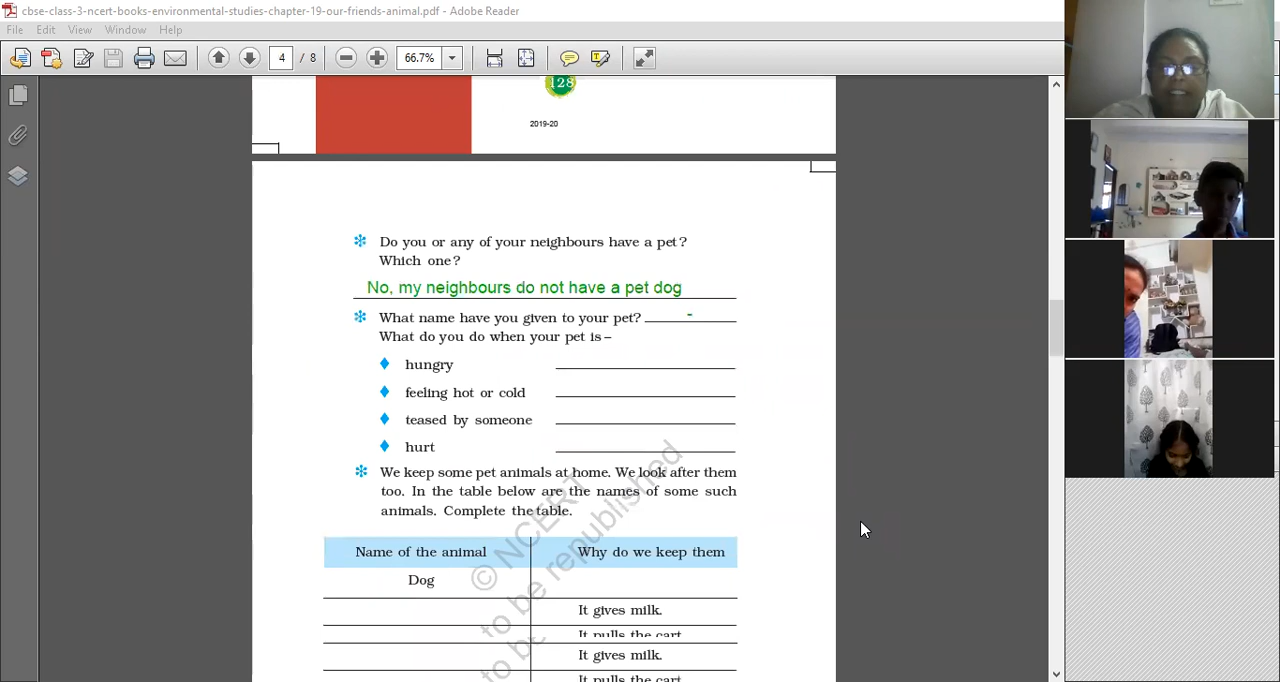 cbse-class-3-ncert-books-environmental-studies-chapter-19-our-friends-animal.pdf - Adobe Reader
File Edit View Window Help
4 / 8 66.7%
128
2019-20
Do you or any of your neighbours have a pet?
Which one?
No, my neighbours do not have a pet dog
What name have you given to your pet? -
What do you do when your pet is –
hungry
feeling hot or cold
teased by someone
hurt
We keep some pet animals at home. We look after them
too. In the table below are the names of some such
animals. Complete the table.
Name of the animal Why do we keep them
Dog
It gives milk.
It pulls the cart
It gives milk.
It pulls the cart
© NCERT
to be republished
to be